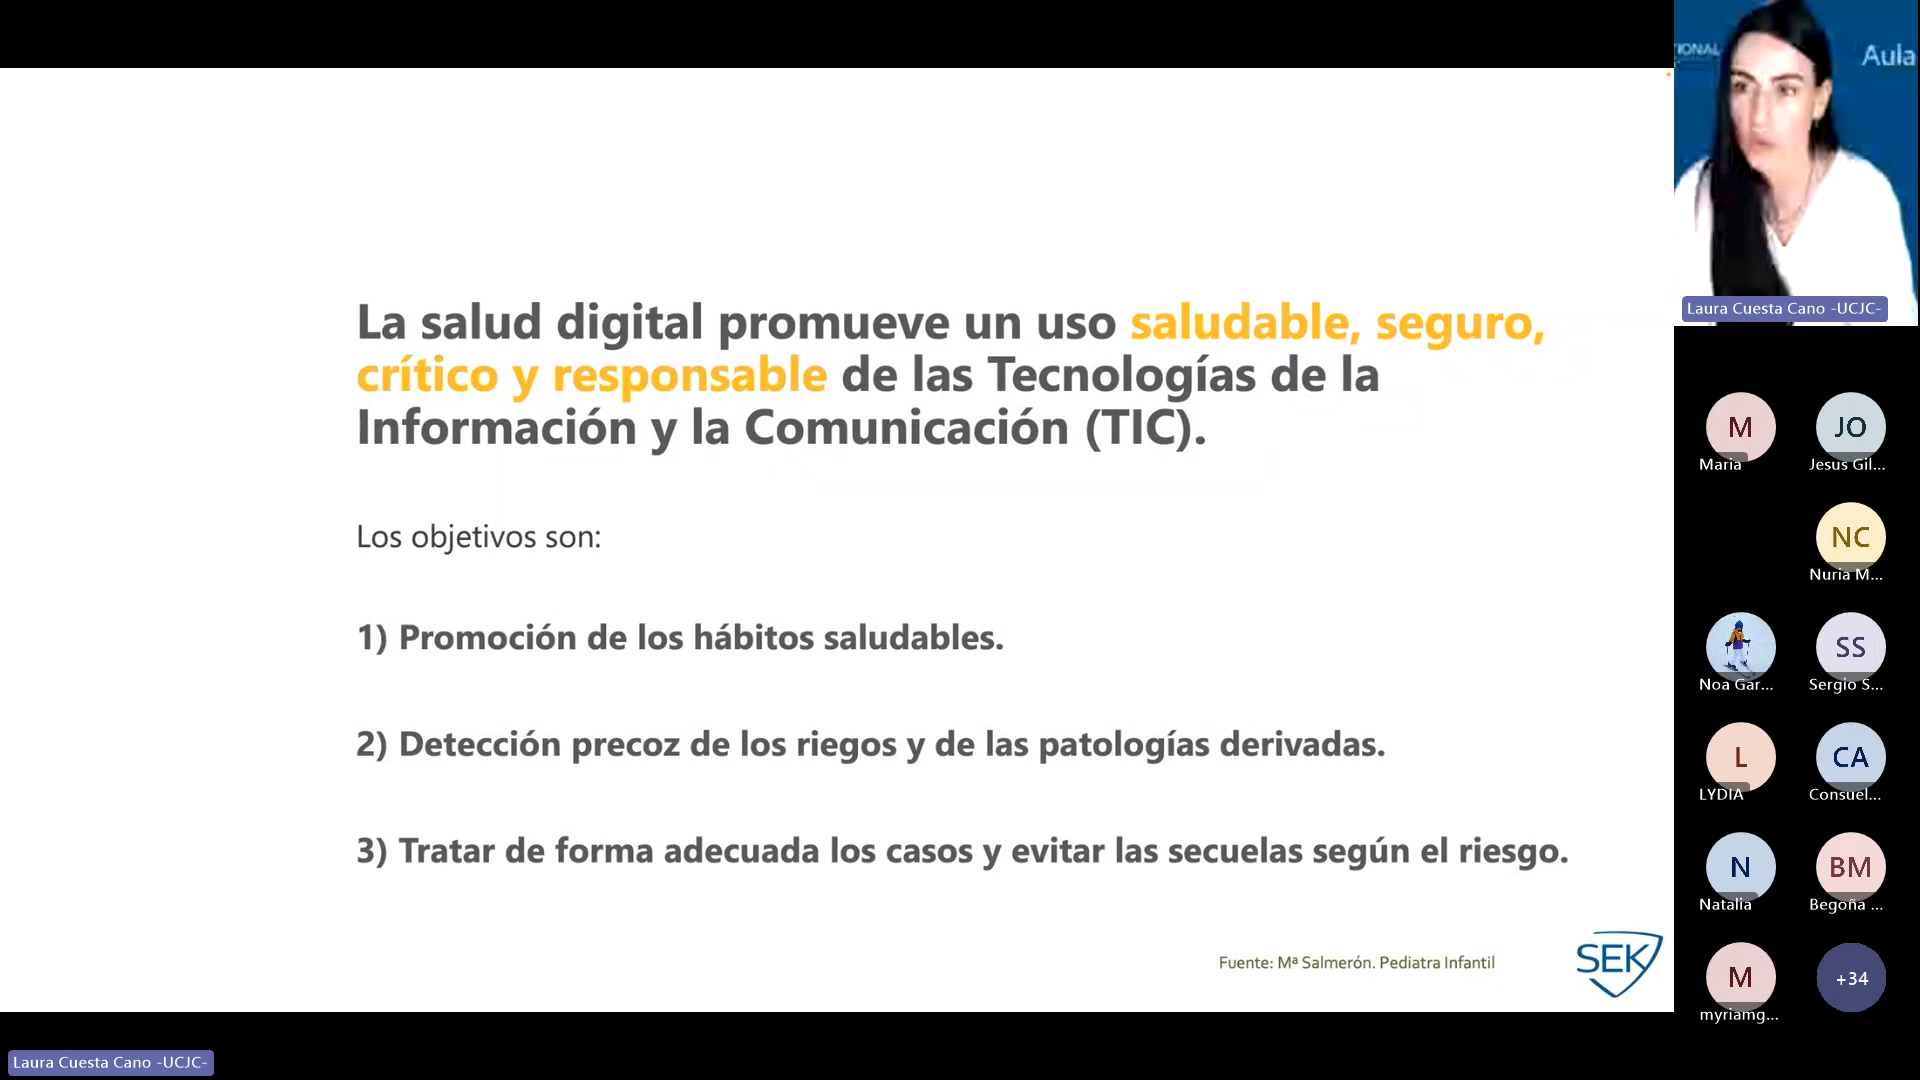 La salud digital promueve un uso saludable, seguro,
crítico y responsable de las Tecnologías de la
Información y la Comunicación (TIC).
Los objetivos son:
1) Promoción de los hábitos saludables.
2) Detección precoz de los riegos y de las patologías derivadas.
3) Tratar de forma adecuada los casos y evitar las secuelas según el riesgo.
Fuente: Mª Salmerón. Pediatra Infantil
SEK
Laura Cuesta Cano -UCJC-
IONAL
Aula
Laura Cuesta Cano -UCJC-
M
Maria
JO
Jesus Gil...
NC
Nuria M...
Noa Gar...
SS
Sergio S...
L
LYDIA
CA
Consuel...
N
Natalia
BM
Begoña ...
M
myriamg...
+34